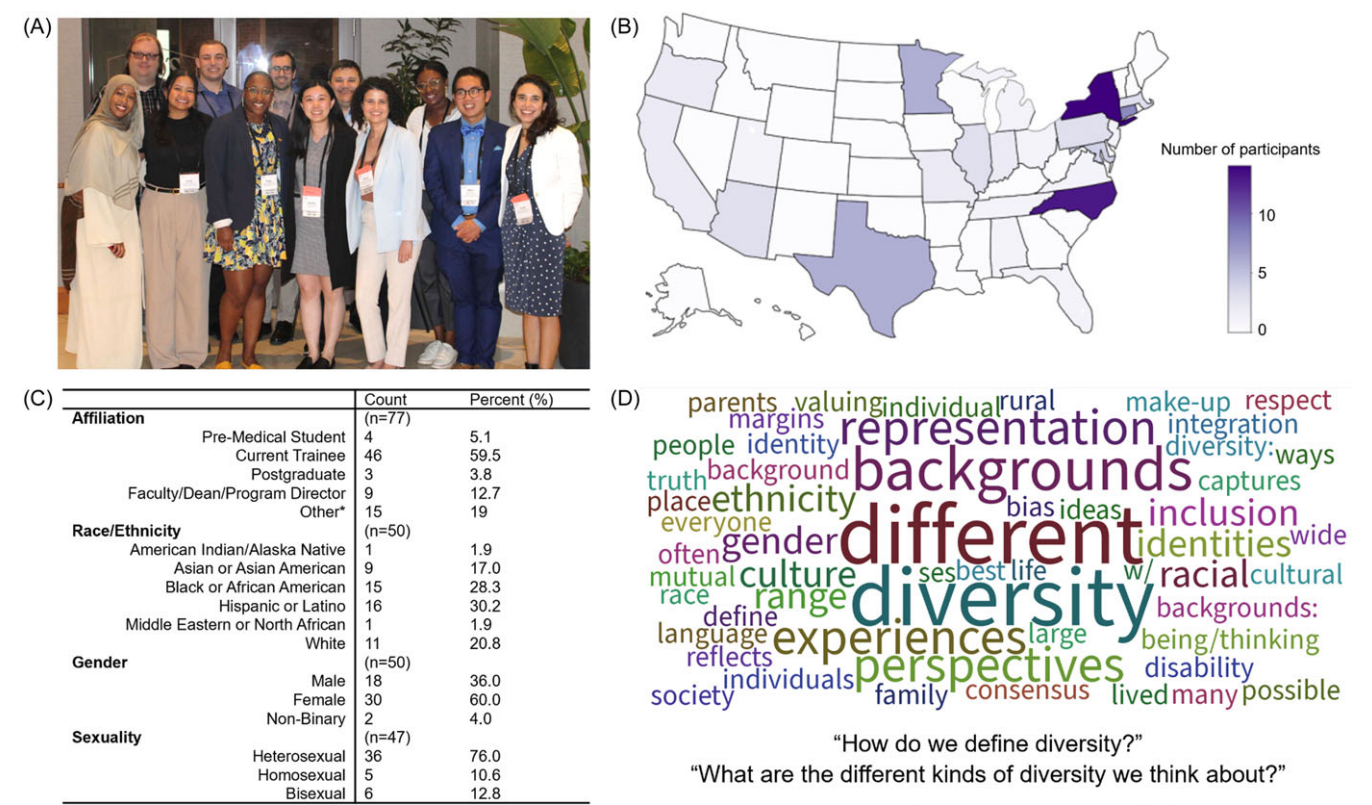 (A)
(B)
Number of participants
10
5
0
(C)
Count Percent (%)
Affiliation (n=77)
Pre-Medical Student 4 5.1
Current Trainee 46 59.5
Postgraduate 3 3.8
Faculty/Dean/Program Director 9 12.7
Other* 15 19
Race/Ethnicity (n=50)
American Indian/Alaska Native 1 1.9
Asian or Asian American 9 17.0
Black or African American 15 28.3
Hispanic or Latino 16 30.2
Middle Eastern or North African 1 1.9
White 11 20.8
Gender (n=50)
Male 18 36.0
Female 30 60.0
Non-Binary 2 4.0
Sexuality (n=47)
Heterosexual 36 76.0
Homosexual 5 10.6
Bisexual 6 12.8
(D)
parents valuing individual rural make-up respect
margins representation integration
people identity diversity: ways
truth background backgrounds captures
place ethnicity bias ideas inclusion
everyone different
often gender identities wide
mutual culture ses best life w/ racial cultural
race range diversity backgrounds:
define
language experiences large being/thinking
reflects perspectives disability
individuals
society family consensus lived many possible
“How do we define diversity?”
“What are the different kinds of diversity we think about?”